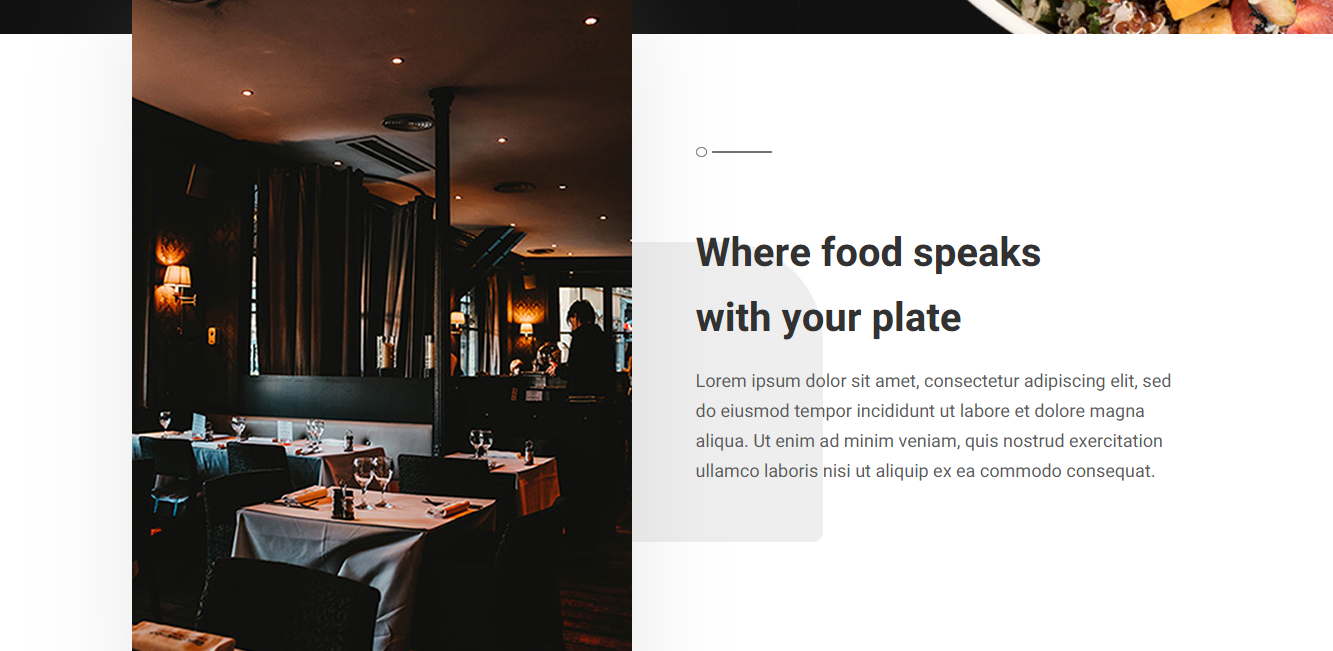 Where food speaks
with your plate
Lorem ipsum dolor sit amet, consectetur adipiscing elit, sed
do eiusmod tempor incididunt ut labore et dolore magna
aliqua. Ut enim ad minim veniam, quis nostrud exercitation
ullamco laboris nisi ut aliquip ex ea commodo consequat.